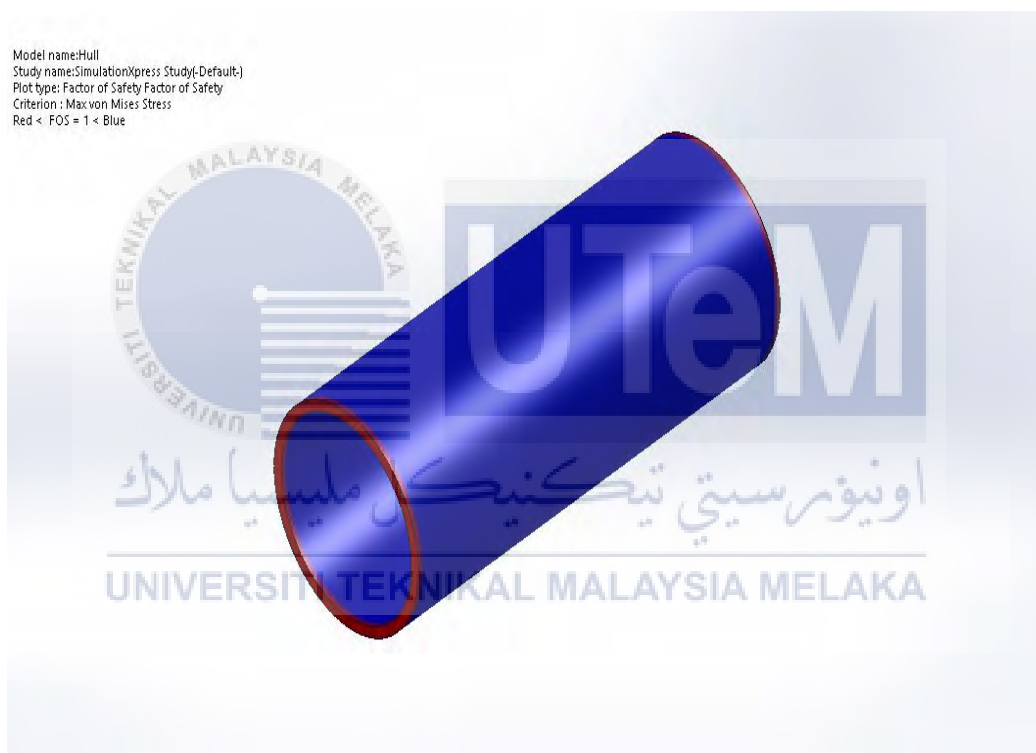 Model name:Hull
Study name:SimulationXpress Study(-Default-)
Plot type: Factor of Safety Factor of Safety
Criterion : Max von Mises Stress
Red < FOS = 1 < Blue
UNIVERSITI TEKNIKAL MALAYSIA MELAKA
UTeM
اونيۏرسيتي تيكنيكل مليسيا ملاك
UNIVERSITI TEKNIKAL MALAYSIA MELAKA